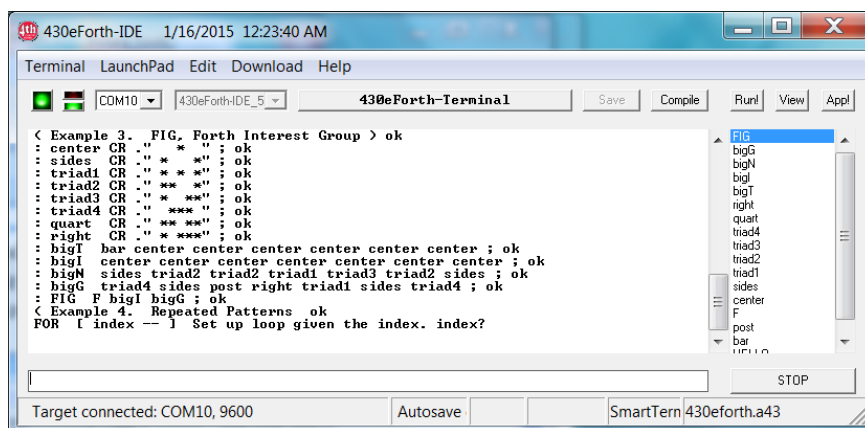 4th 430eForth-IDE 1/16/2015 12:23:40 AM
Terminal LaunchPad Edit Download Help
COM10 430eForth-IDE_5 430eForth-Terminal Save Compile Run! View App!
( Example 3.  FIG, Forth Interest Group ) ok
: center CR ."   *  " ; ok
: sides  CR ." *   *" ; ok
: triad1 CR ." * * *" ; ok
: triad2 CR ." **  *" ; ok
: triad3 CR ." *  **" ; ok
: triad4 CR ."  *** " ; ok
: quart  CR ." ** **" ; ok
: right  CR ." * ***" ; ok
: bigT  bar center center center center center center ; ok
: bigI  center center center center center center center ; ok
: bigN  sides triad2 triad2 triad1 triad3 triad2 sides ; ok
: bigG  triad4 sides post right triad1 sides triad4 ; ok
: FIG  F bigI bigG ; ok
( Example 4.  Repeated Patterns  ok
FOR  [ index -- ]  Set up loop given the index. index?
FIG
bigG
bigN
bigI
bigT
right
quart
triad4
triad3
triad2
triad1
sides
center
F
post
bar
HELLO
STOP
Target connected: COM10, 9600 Autosave SmartTern 430eforth.a43